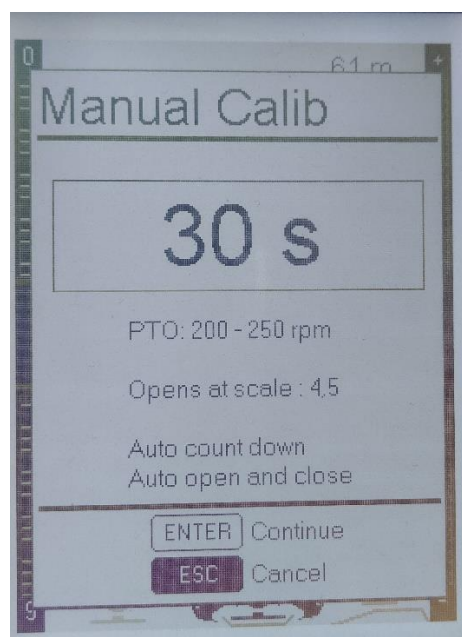 0
61 m
+
Manual Calib
30 s
PTO: 200 - 250 rpm
Opens at scale : 4,5
Auto count down
Auto open and close
ENTER Continue
ESC Cancel
9